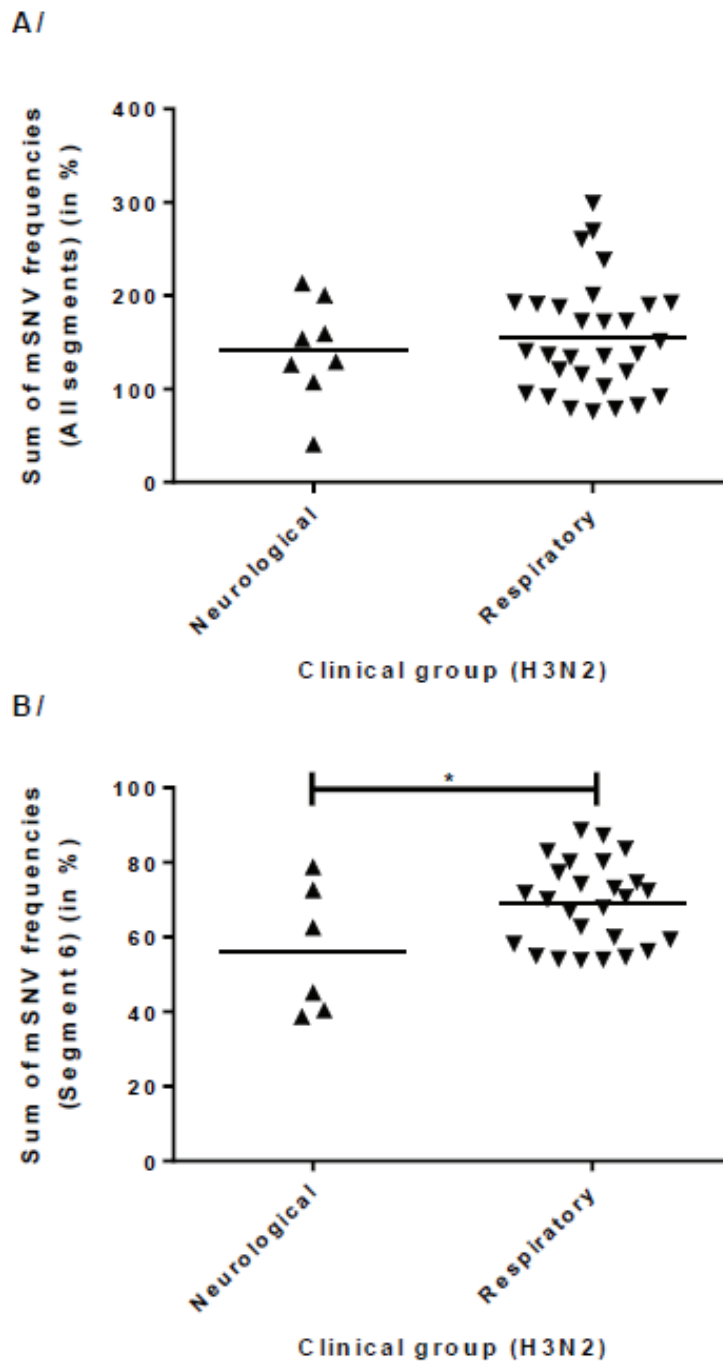 A/
Sum of mSNV frequencies
(All segments) (in %)
400
300
200
100
0
Neurological
Respiratory
Clinical group (H3N2)
B/
Sum of mSNV frequencies
(Segment 6) (in %)
*
100
80
60
40
20
0
Neurological
Respiratory
Clinical group (H3N2)